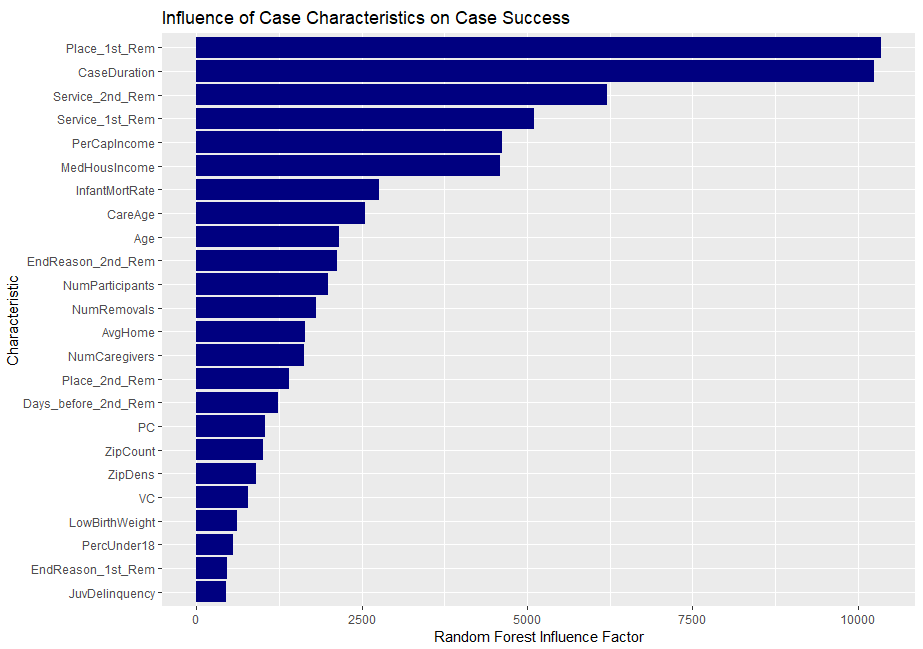 Influence of Case Characteristics on Case Success
Place_1st_Rem
CaseDuration
Service_2nd_Rem
Service_1st_Rem
PerCapIncome
MedHousIncome
InfantMortRate
CareAge
Age
EndReason_2nd_Rem
NumParticipants
NumRemovals
AvgHome
NumCaregivers
Place_2nd_Rem
Days_before_2nd_Rem
PC
ZipCount
ZipDens
VC
LowBirthWeight
PercUnder18
EndReason_1st_Rem
JuvDelinquency
Characteristic
0 2500 5000 7500 10000
Random Forest Influence Factor